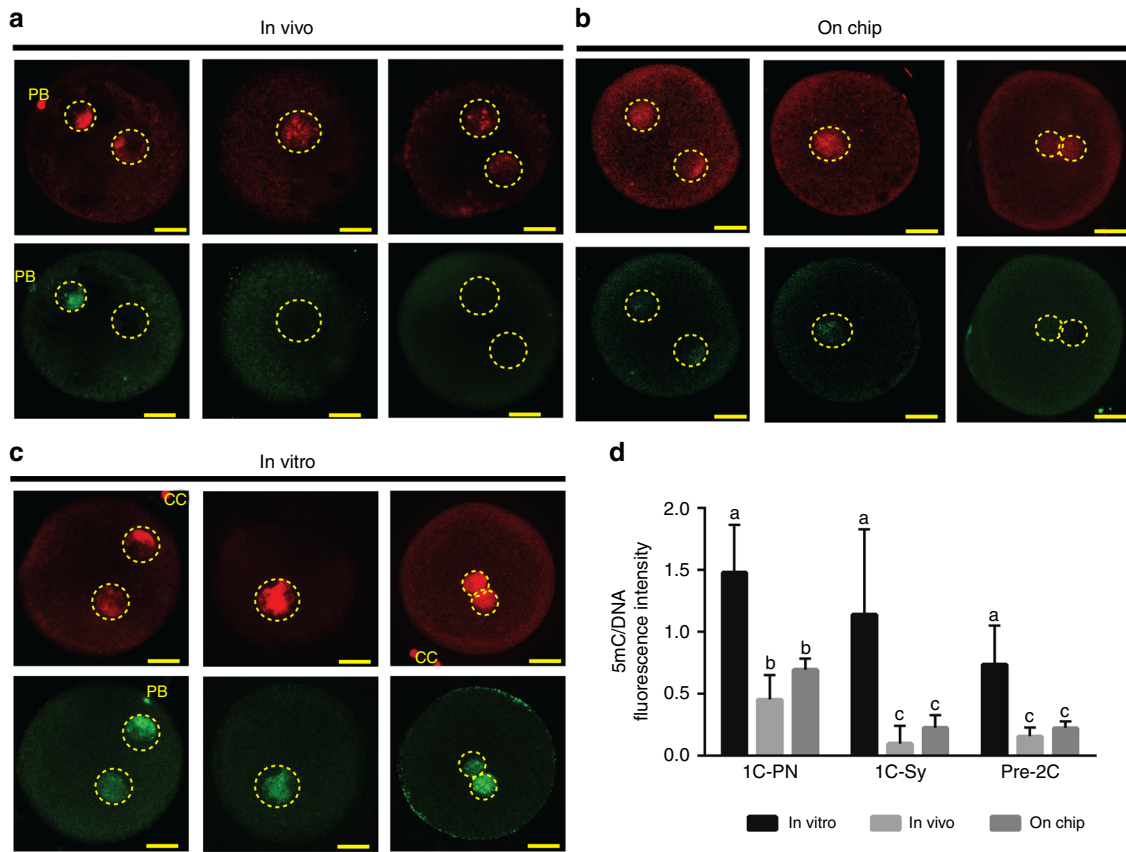 a
In vivo
b
On chip
PB
PB
c
In vitro
CC
CC
PB
d
5mC/DNA
fluorescence intensity
2.0
1.5
1.0
0.5
0.0
a
b
b
a
c
c
a
c
c
1C-PN
1C-Sy
Pre-2C
In vitro
In vivo
On chip